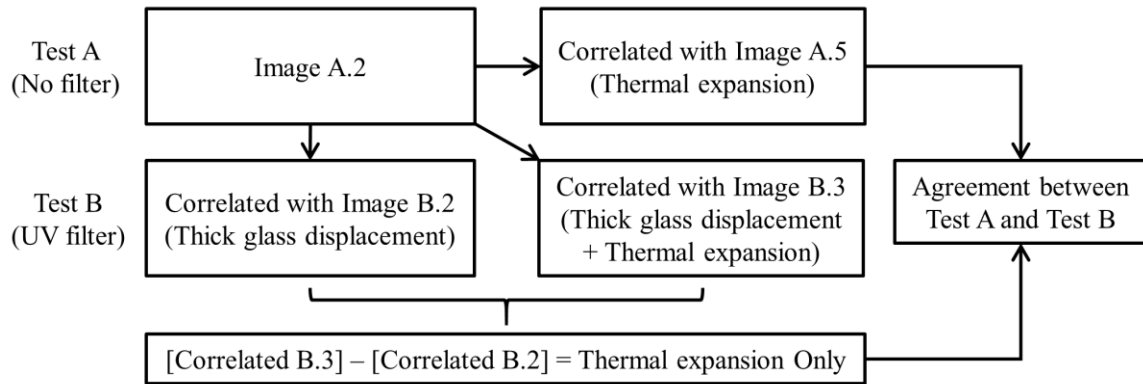 Test A
(No filter)
Image A.2
Correlated with Image A.5
(Thermal expansion)
Test B
(UV filter)
Correlated with Image B.2
(Thick glass displacement)
Correlated with Image B.3
(Thick glass displacement
+ Thermal expansion)
Agreement between
Test A and Test B
[Correlated B.3] – [Correlated B.2] = Thermal expansion Only